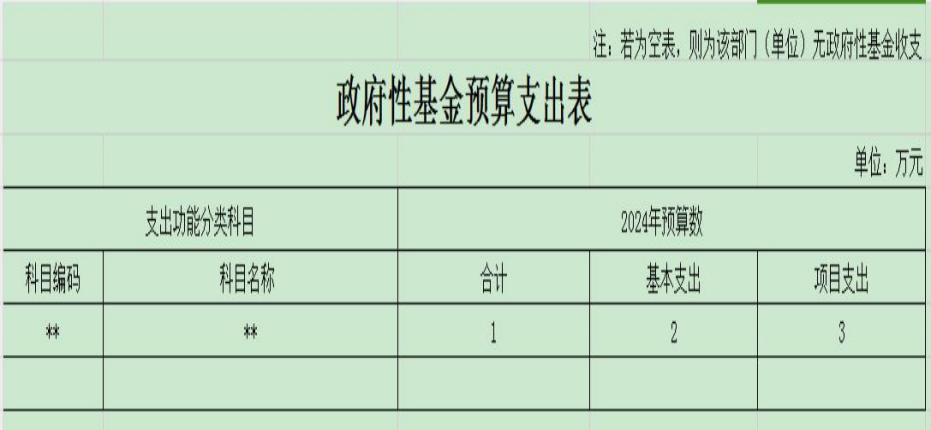 注：若为空表，则为该部门（单位）无政府性基金收支
政府性基金预算支出表
单位：万元
支出功能分类科目 2024年预算数
科目编码 科目名称 合计 基本支出 项目支出
** ** 1 2 3